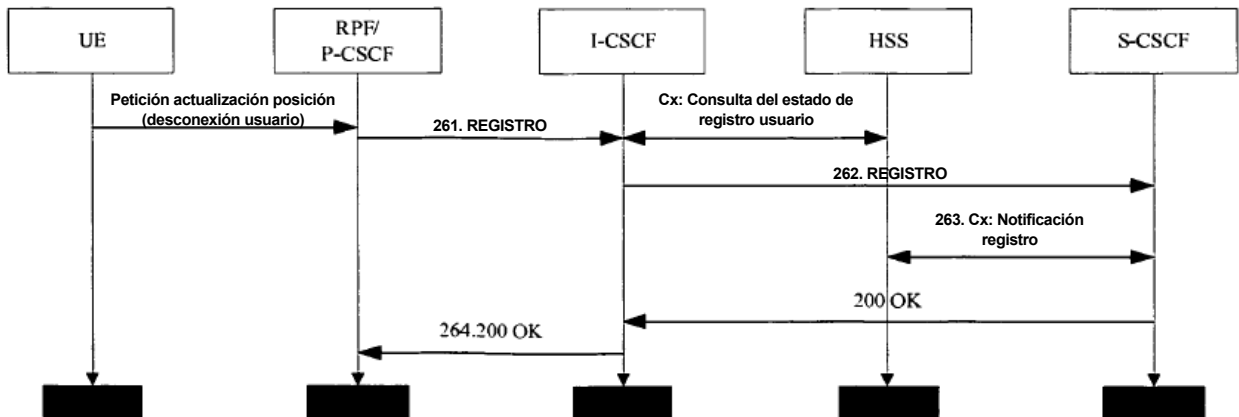 UE
RPF/
P-CSCF
I-CSCF
HSS
S-CSCF
Petición actualización posición
(desconexión usuario)
261. REGISTRO
Cx: Consulta del estado de
registro usuario
262. REGISTRO
263. Cx: Notificación
registro
200 OK
264.200 OK